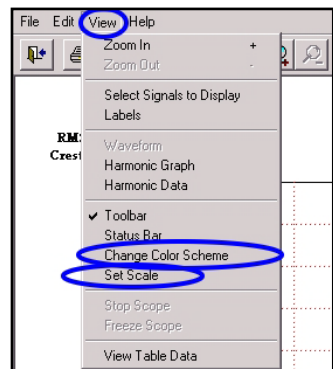 File Edit View Help
Zoom In +
Zoom Out -
Select Signals to Display
Labels
RM
Crest
Waveform
Harmonic Graph
Harmonic Data
Toolbar
Status Bar
Change Color Scheme
Set Scale
Stop Scope
Freeze Scope
View Table Data